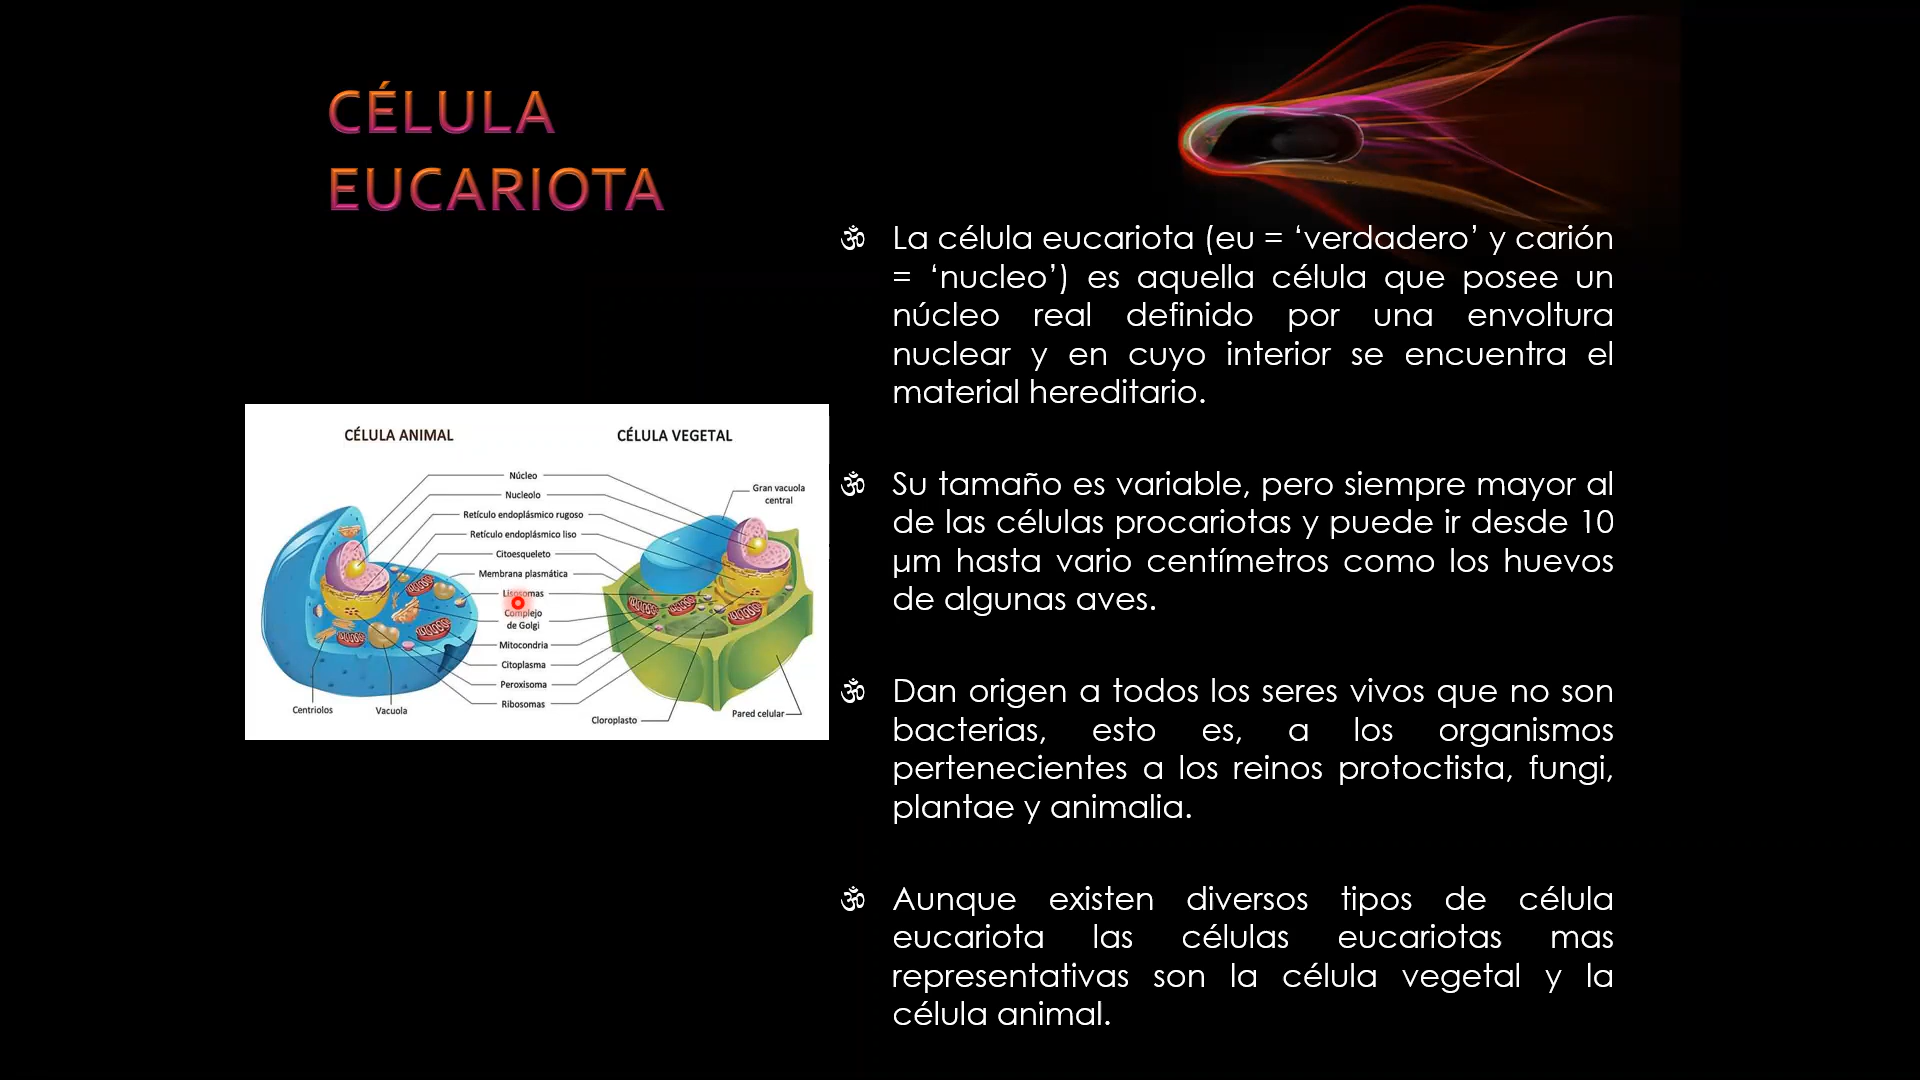 CÉLULA
EUCARIOTA
ॐ La célula eucariota (eu = ‘verdadero’ y carión
= ‘nucleo’) es aquella célula que posee un
núcleo real definido por una envoltura
nuclear y en cuyo interior se encuentra el
material hereditario.
ॐ Su tamaño es variable, pero siempre mayor al
de las células procariotas y puede ir desde 10
µm hasta vario centímetros como los huevos
de algunas aves.
ॐ Dan origen a todos los seres vivos que no son
bacterias, esto es, a los organismos
pertenecientes a los reinos protoctista, fungi,
plantae y animalia.
ॐ Aunque existen diversos tipos de célula
eucariota las células eucariotas mas
representativas son la célula vegetal y la
célula animal.
CÉLULA ANIMAL
CÉLULA VEGETAL
Núcleo
Nucleolo
Retículo endoplásmico rugoso
Retículo endoplásmico liso
Citoesqueleto
Membrana plasmática
Lisosomas
Complejo
de Golgi
Mitocondria
Citoplasma
Peroxisoma
Ribosomas
Gran vacuola
central
Centriolos
Vacuola
Cloroplasto
Pared celular